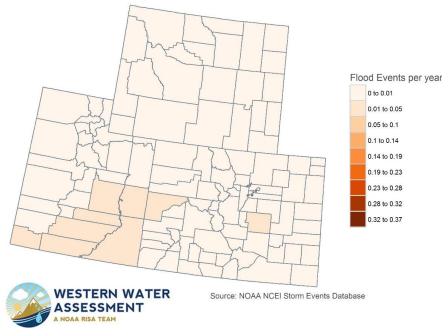 Flood Events per year
0 to 0.01
0.01 to 0.05
0.05 to 0.1
0.1 to 0.14
0.14 to 0.19
0.19 to 0.23
0.23 to 0.28
0.28 to 0.32
0.32 to 0.37
WESTERN WATER
ASSESSMENT
A NOAA RISA TEAM
Source: NOAA NCEI Storm Events Database